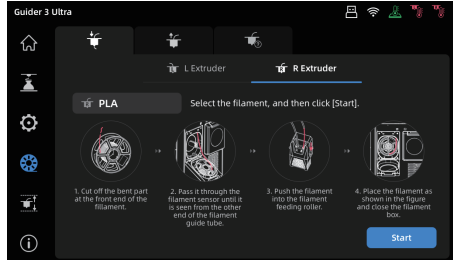 Guider 3 Ultra
L Extruder
R Extruder
PLA
Select the filament, and then click [Start].
1. Cut off the bent part
at the front end of the
fillament.
2. Pass it through the
filament sensor until it
is seen from the other
end of the filament
guide tube.
3. Push the filament
into the filament
feeding roller.
4. Place the filament as
shown in the figure
and close the filament
box.
Start